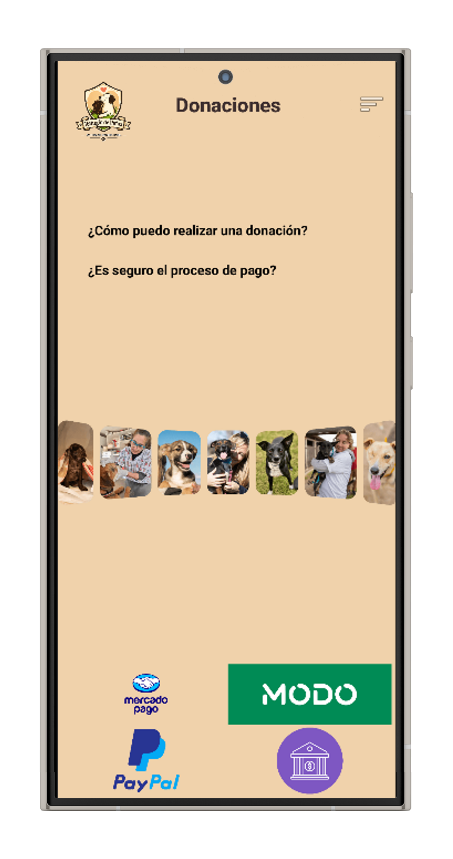 Donaciones
¿Cómo puedo realizar una donación?
¿Es seguro el proceso de pago?
mercado
pago
MODO
PayPal